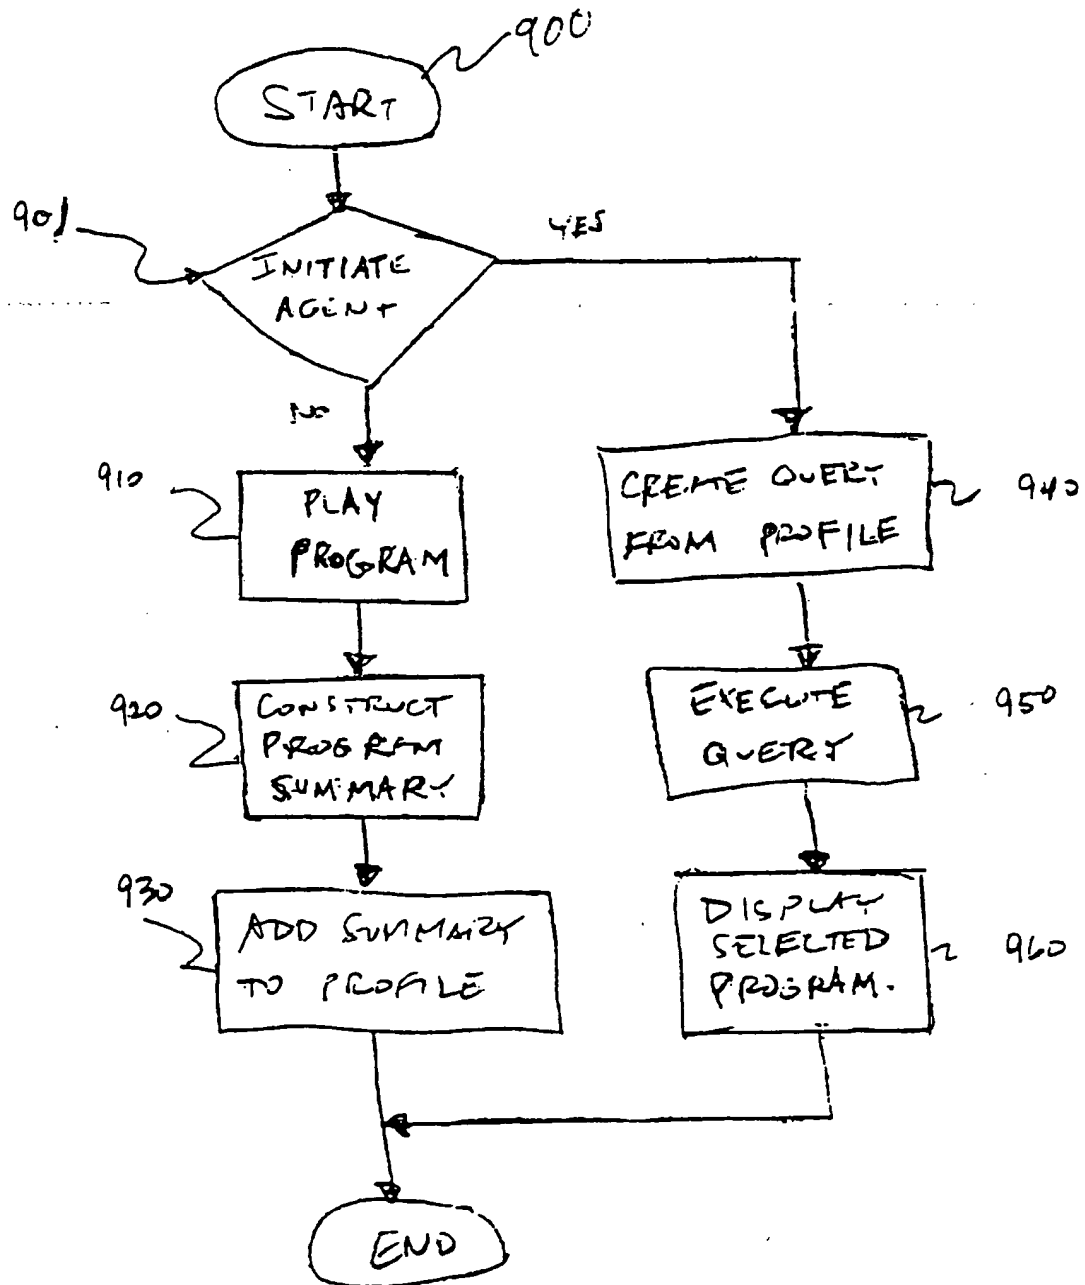 900
START
901
INITIATE
AGENT
YES
NO
910
PLAY
PROGRAM
CREATE QUERY
FROM PROFILE
940
920
CONSTRUCT
PROGRAM
SUMMARY
EXECUTE
QUERY
950
930
ADD SUMMARY
TO PROFILE
DISPLAY
SELECTED
PROGRAM.
960
END